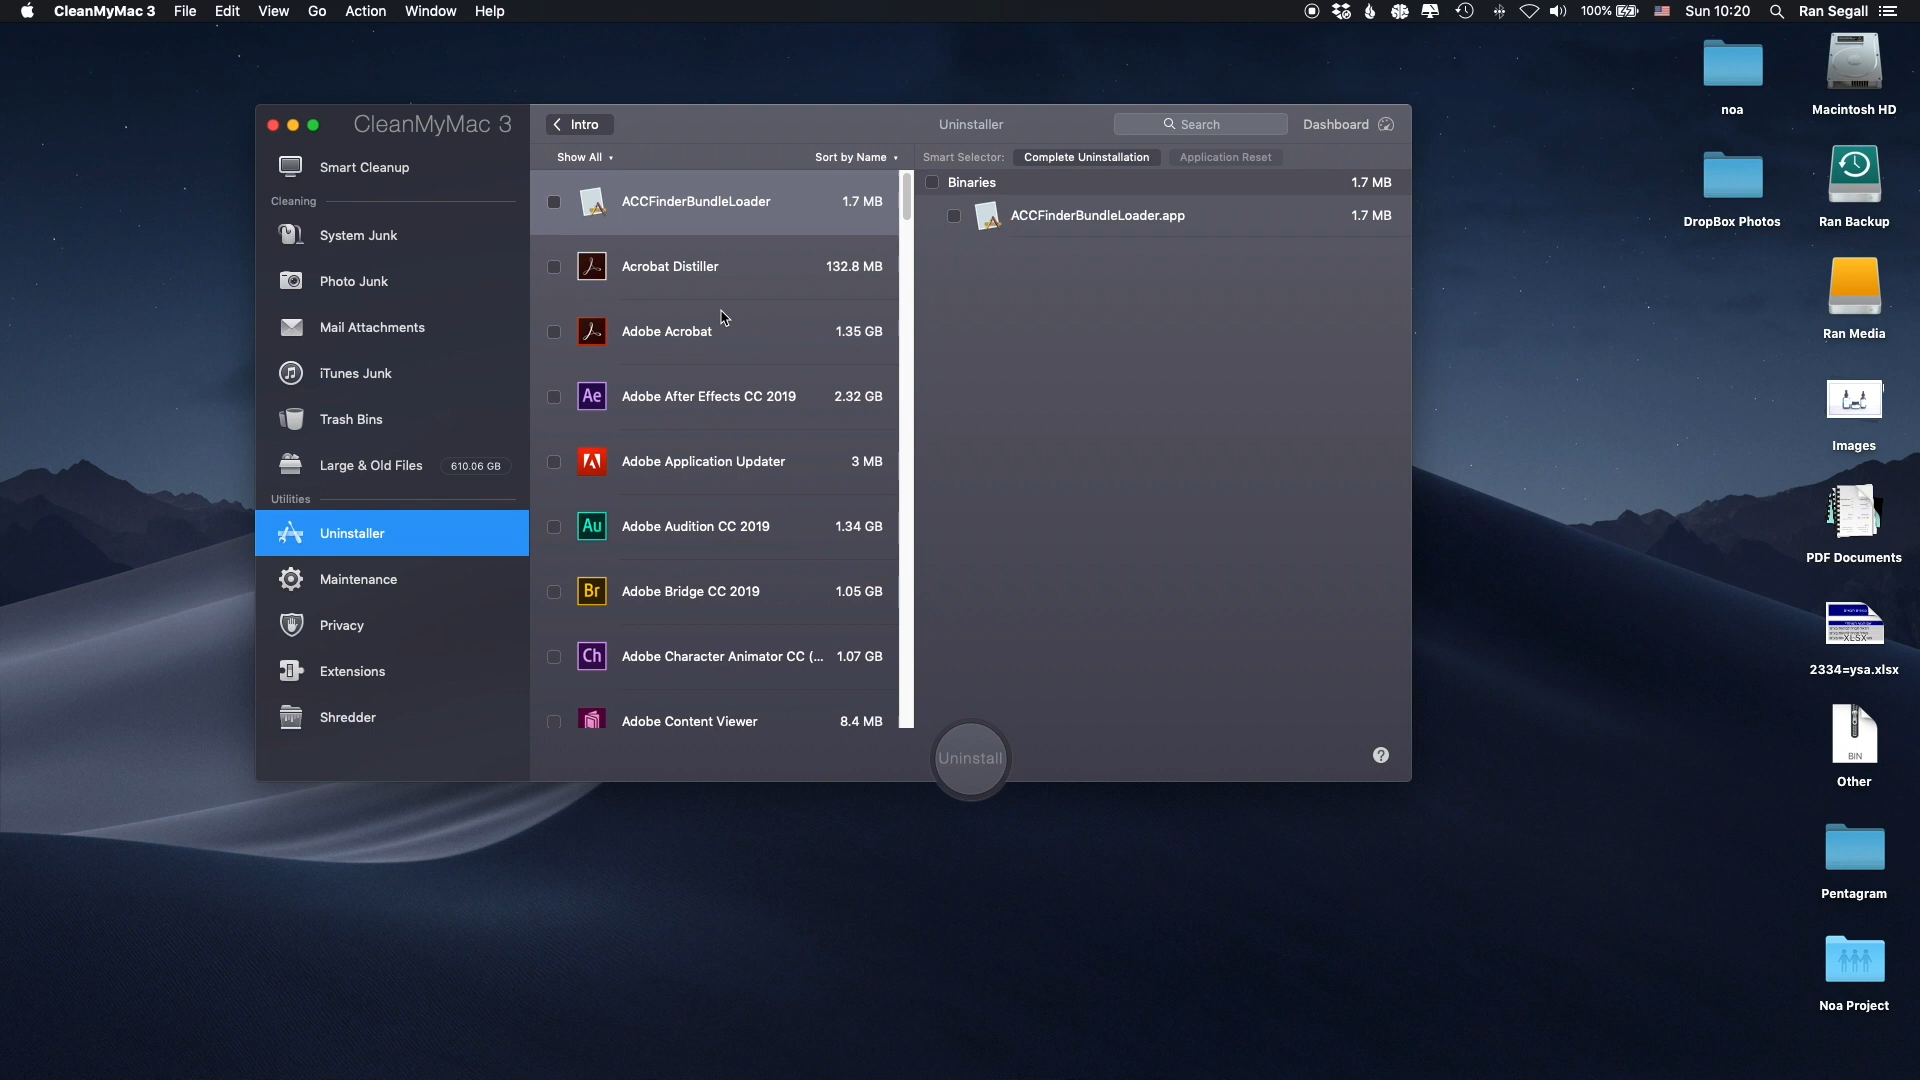 CleanMyMac 3 File Edit View Go Action Window Help 100% Sun 10:20 Ran Segall
CleanMyMac 3
Smart Cleanup
Cleaning
System Junk
Photo Junk
Mail Attachments
iTunes Junk
Trash Bins
Large & Old Files 610.06 GB
Utilities
Uninstaller
Maintenance
Privacy
Extensions
Shredder
Intro Uninstaller Search Dashboard
Show All Sort by Name
ACCFinderBundleLoader 1.7 MB
Acrobat Distiller 132.8 MB
Adobe Acrobat 1.35 GB
Ae Adobe After Effects CC 2019 2.32 GB
Adobe Application Updater 3 MB
Au Adobe Audition CC 2019 1.34 GB
Br Adobe Bridge CC 2019 1.05 GB
Ch Adobe Character Animator CC (... 1.07 GB
Adobe Content Viewer 8.4 MB
Smart Selector: Complete Uninstallation Application Reset
Binaries 1.7 MB
ACCFinderBundleLoader.app 1.7 MB
Uninstall
?
noa
Macintosh HD
DropBox Photos
Ran Backup
Ran Media
Images
PDF Documents
XLSX
2334=ysa.xlsx
BIN
Other
Pentagram
Noa Project